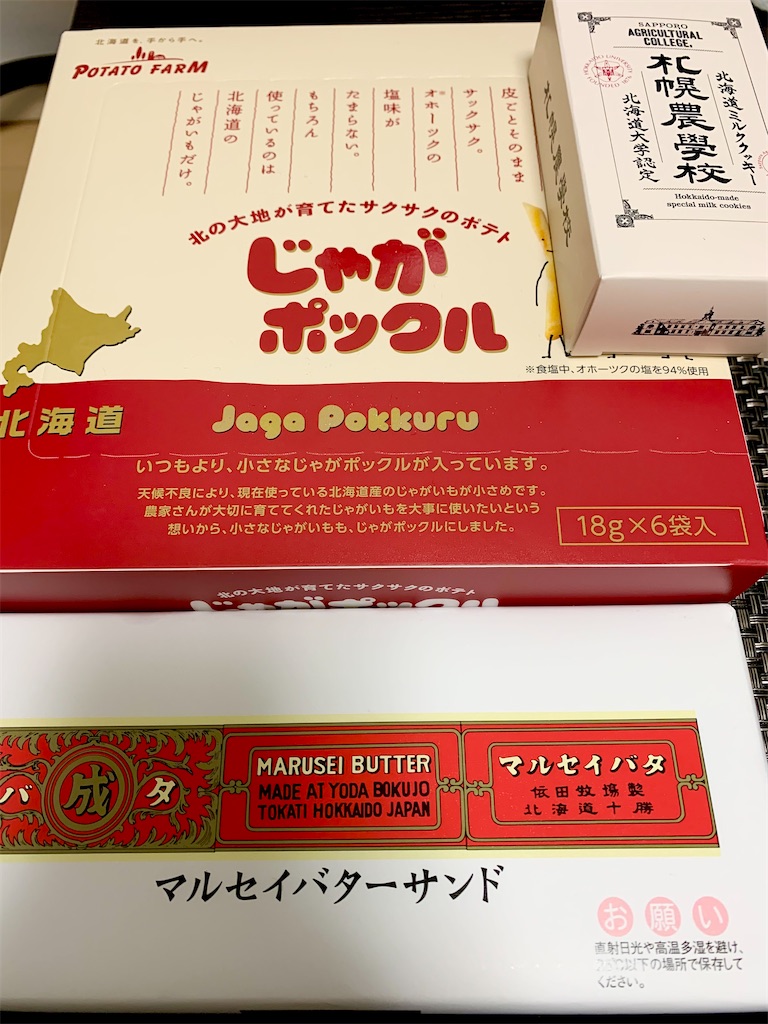 北海道を、手から手へ。
POTATO FARM
皮ごとそのまま
サックサク。
オホーツクの
塩味が
たまらない。
もちろん
使っているのは
北海道の
じゃがいもだけ。
北の大地が育てたサクサクのポテト
じゃが
ポックル
※食塩中、オホーツクの塩を94%使用
北海道
Jaga Pokkuru
いつもより、小さなじゃがポックルが入っています。
天候不良により、現在使っている北海道産のじゃがいもが小さめです。
農家さんが大切に育ててくれたじゃがいもを大事に使いたいという
想いから、小さなじゃがいもも、じゃがポックルにしました。
18g×6袋入
北の大地が育てたサクサクのポテト
じゃがポックル
SAPPORO
AGRICULTURAL
COLLEGE.
北海道ミルククッキー
札幌農學校
北海道大学認定
Hokkaido-made
special milk cookies
札幌農學校
バ成タ
MARUSEI BUTTER
MADE AT YODA BOKUJO
TOKATI HOKKAIDO JAPAN
マルセイバタ
依田牧場製
北海道十勝
マルセイバターサンド
お願い
直射日光や高温多湿を避け、
25℃以下の場所で保存して
ください。